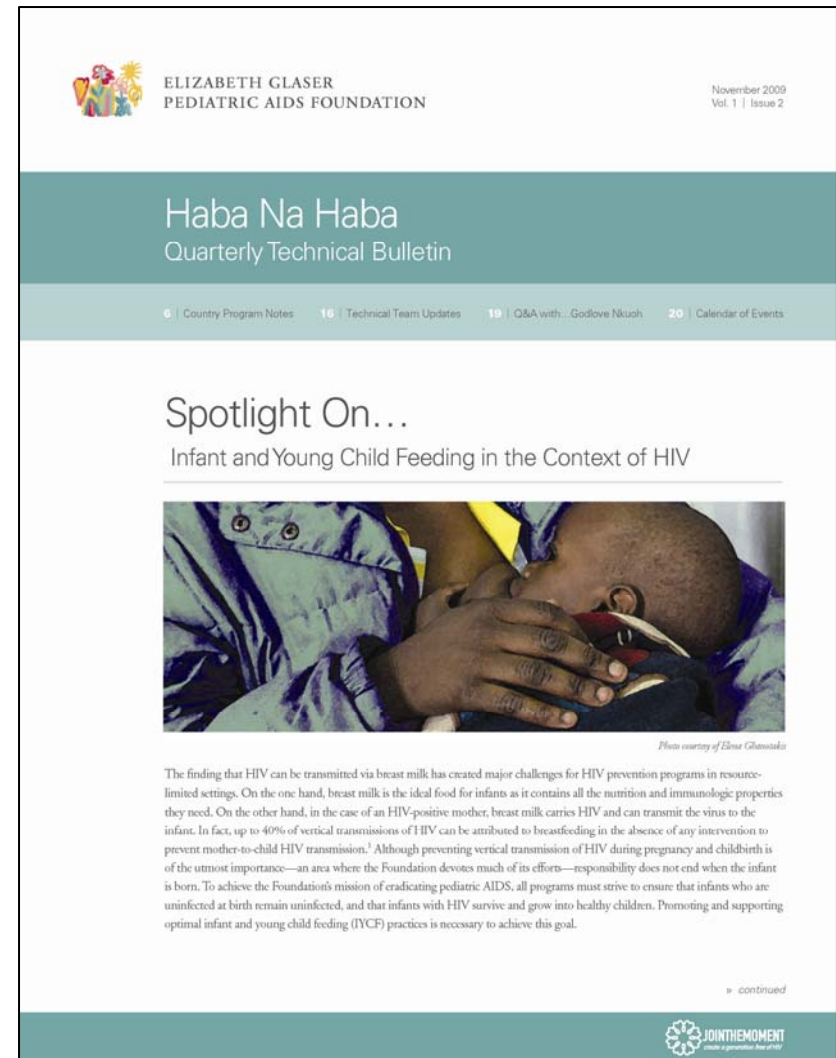 ELIZABETH GLASER
PEDIATRIC AIDS FOUNDATION
November 2009
Vol. 1 | Issue 2
Haba Na Haba
Quarterly Technical Bulletin
6 | Country Program Notes 16 | Technical Team Updates 19 | Q&A with...Godlove Nkuoh 20 | Calendar of Events
Spotlight On...
Infant and Young Child Feeding in the Context of HIV
Photo courtesy of Elena Ghanotakis
The finding that HIV can be transmitted via breast milk has created major challenges for HIV prevention programs in resource-
limited settings. On the one hand, breast milk is the ideal food for infants as it contains all the nutrition and immunologic properties
they need. On the other hand, in the case of an HIV-positive mother, breast milk carries HIV and can transmit the virus to the
infant. In fact, up to 40% of vertical transmissions of HIV can be attributed to breastfeeding in the absence of any intervention to
prevent mother-to-child HIV transmission.¹ Although preventing vertical transmission of HIV during pregnancy and childbirth is
of the utmost importance—an area where the Foundation devotes much of its efforts—responsibility does not end when the infant
is born. To achieve the Foundation's mission of eradicating pediatric AIDS, all programs must strive to ensure that infants who are
uninfected at birth remain uninfected, and that infants with HIV survive and grow into healthy children. Promoting and supporting
optimal infant and young child feeding (IYCF) practices is necessary to achieve this goal.
» continued
JOINTHEMOMENT
create a generation free of HIV